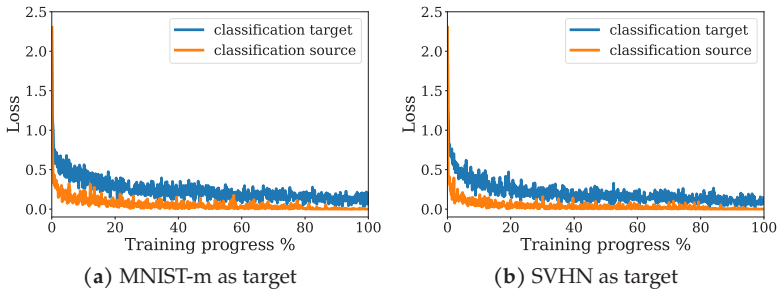 2.5
2.0
1.5
1.0
0.5
0.0
Loss
classification target
classification source
0 20 40 60 80 100
Training progress %
(a) MNIST-m as target
2.5
2.0
1.5
1.0
0.5
0.0
Loss
classification target
classification source
0 20 40 60 80 100
Training progress %
(b) SVHN as target